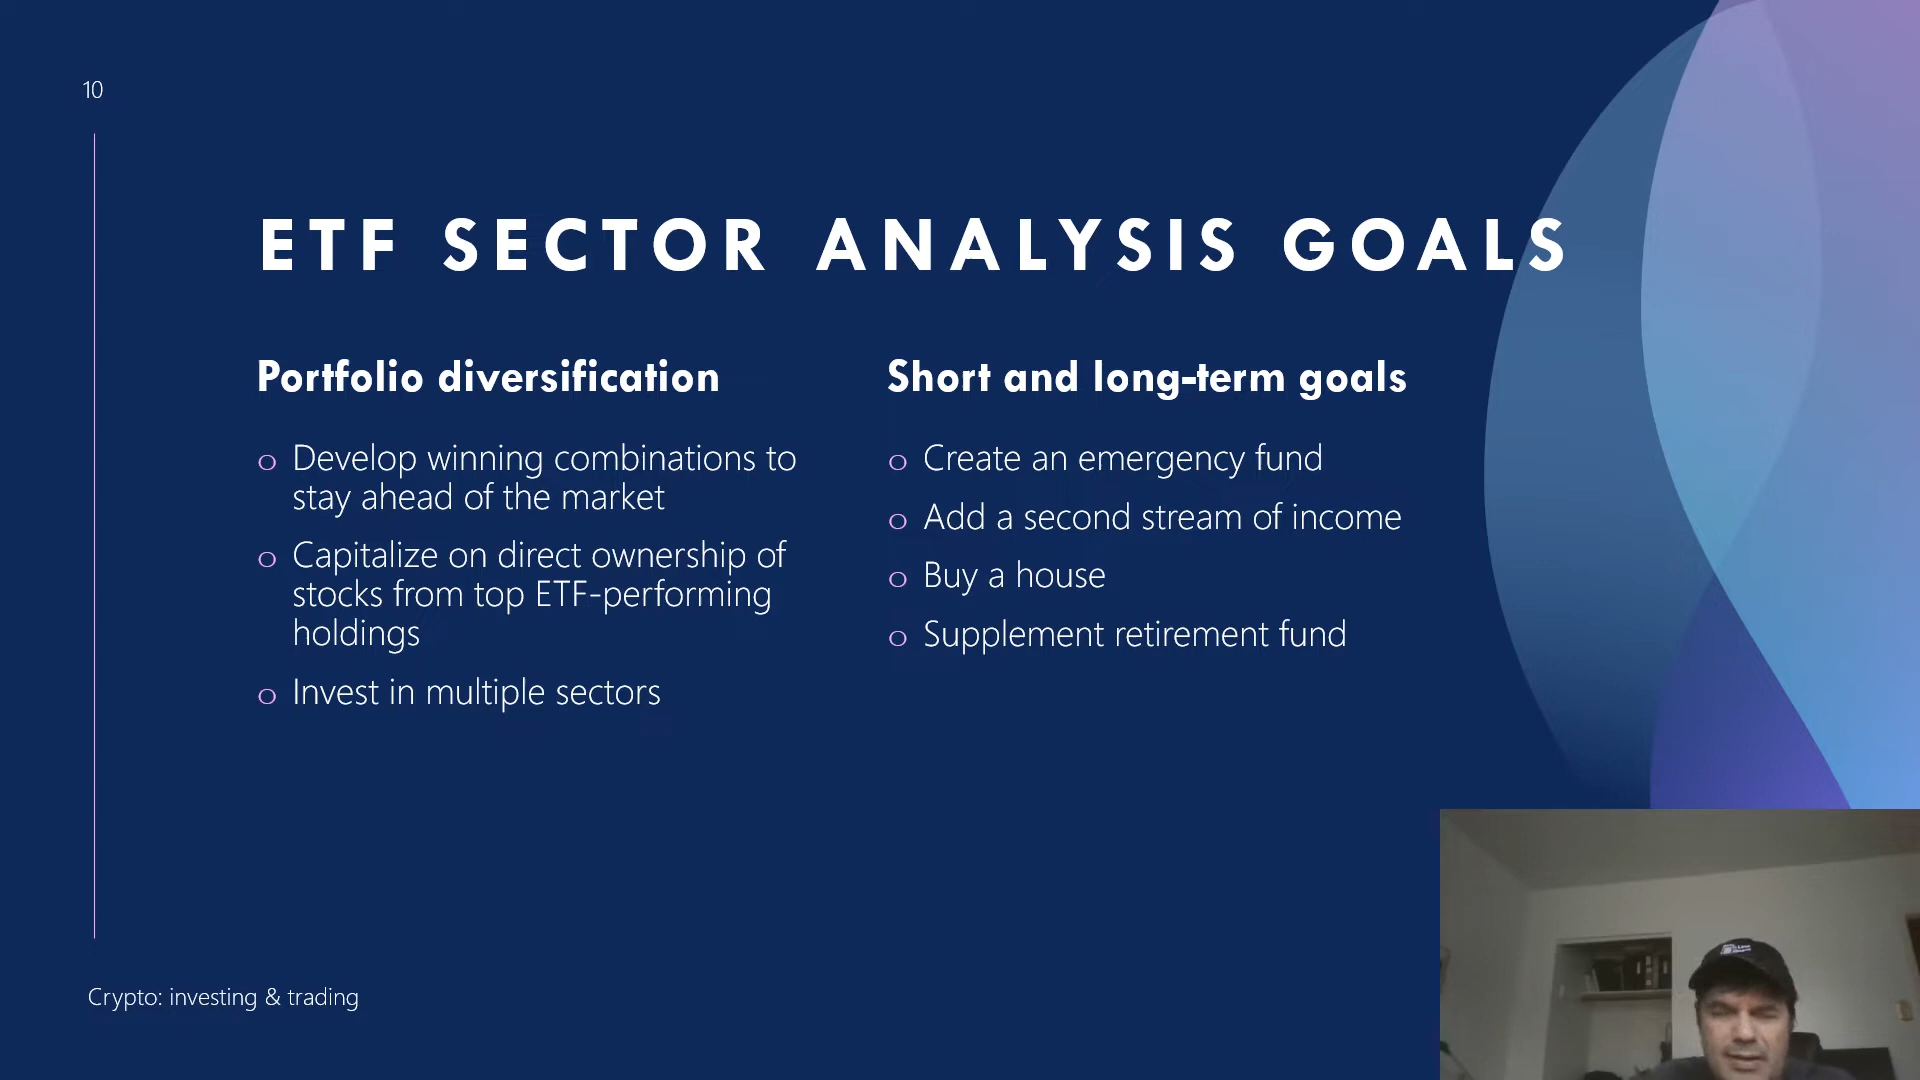 10
ETF SECTOR ANALYSIS GOALS
Portfolio diversification
o Develop winning combinations to
stay ahead of the market
o Capitalize on direct ownership of
stocks from top ETF-performing
holdings
o Invest in multiple sectors
Short and long-term goals
o Create an emergency fund
o Add a second stream of income
o Buy a house
o Supplement retirement fund
Crypto: investing & trading